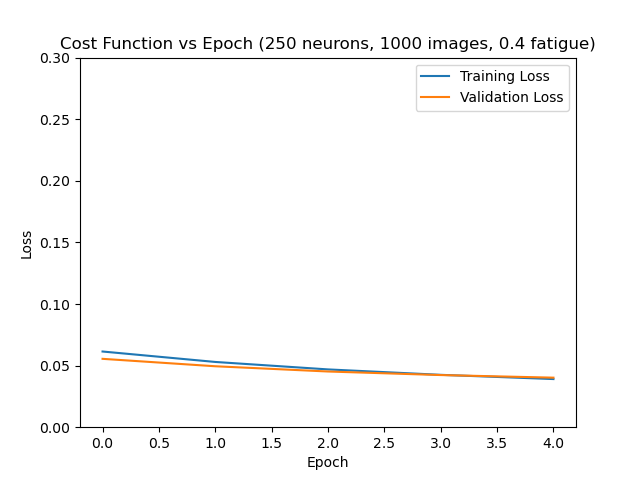 Cost Function vs Epoch (250 neurons, 1000 images, 0.4 fatigue)
0.30
0.25
0.20
0.15
0.10
0.05
0.00
Loss
Training Loss
Validation Loss
0.0 0.5 1.0 1.5 2.0 2.5 3.0 3.5 4.0
Epoch